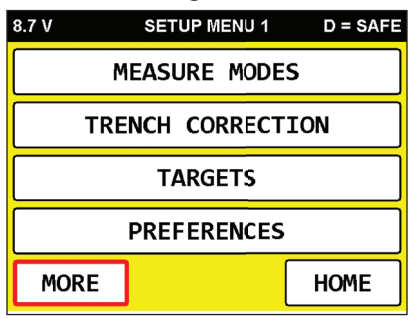 8.7 V SETUP MENU 1 D = SAFE
MEASURE MODES
TRENCH CORRECTION
TARGETS
PREFERENCES
MORE HOME